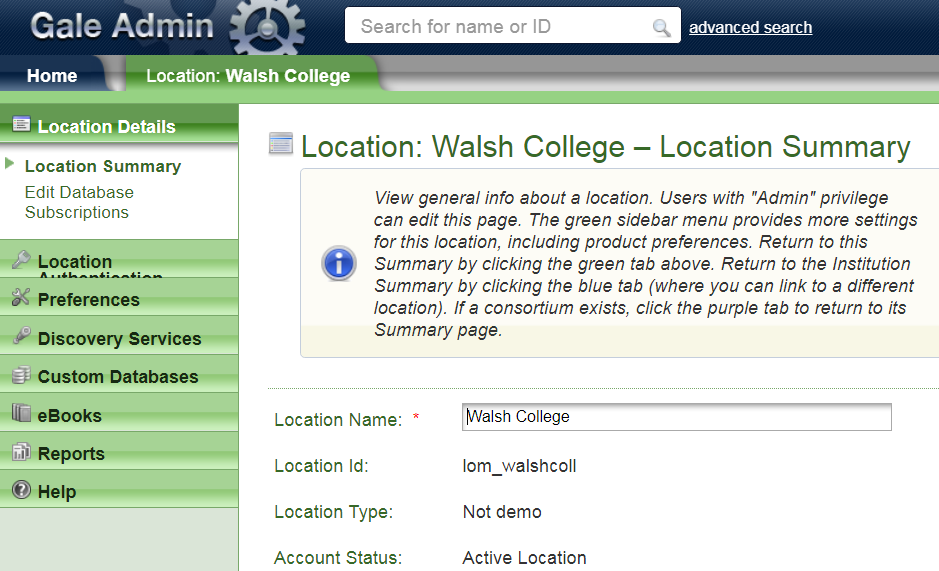 Gale Admin
Search for name or ID
advanced search
Home
Location: Walsh College
Location Details
Location Summary
Edit Database
Subscriptions
Location
Authentication
Preferences
Discovery Services
Custom Databases
eBooks
Reports
Help
Location: Walsh College – Location Summary
View general info about a location. Users with "Admin" privilege
can edit this page. The green sidebar menu provides more settings
for this location, including product preferences. Return to this
Summary by clicking the green tab above. Return to the Institution
Summary by clicking the blue tab (where you can link to a different
location). If a consortium exists, click the purple tab to return to its
Summary page.
Location Name: * Walsh College
Location Id: lom_walshcoll
Location Type: Not demo
Account Status: Active Location